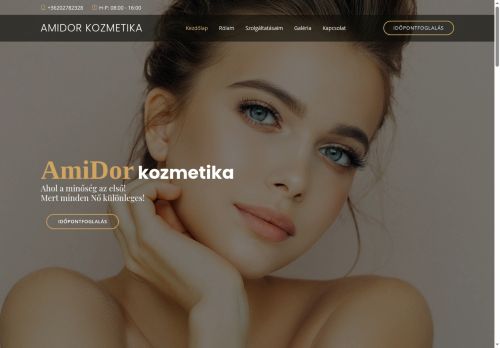 +36202782328 H-P: 08:00 - 16:00
AMIDOR KOZMETIKA Kezdőlap Rólam Szolgáltatásaim Galéria Kapcsolat IDŐPONTFOGLALÁS
AmiDor kozmetika
Ahol a minőség az első!
Mert minden Nő különleges!
IDŐPONTFOGLALÁS